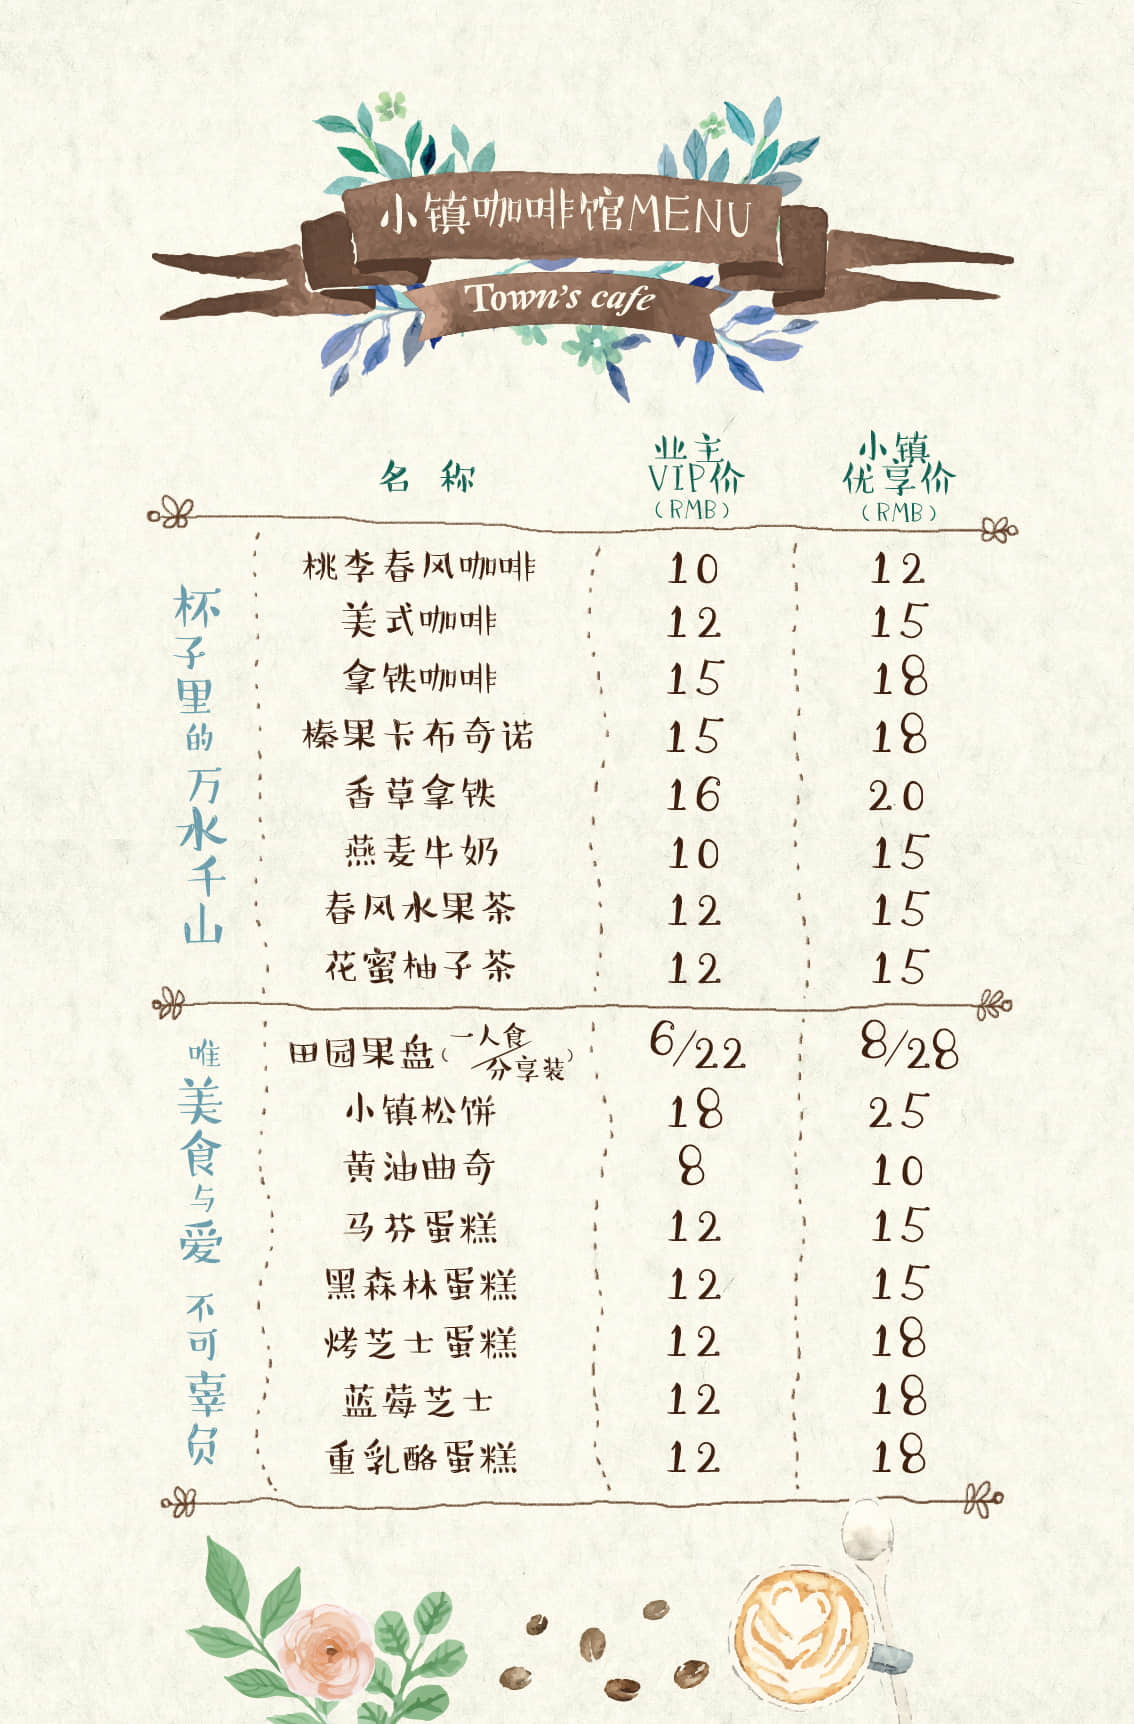 小镇咖啡馆MENU
Town's cafe
名称 业主VIP价(RMB) 小镇优享价(RMB)
杯子里的万水千山
桃李春风咖啡 10 12
美式咖啡 12 15
拿铁咖啡 15 18
榛果卡布奇诺 15 18
香草拿铁 16 20
燕麦牛奶 10 15
春风水果茶 12 15
花蜜柚子茶 12 15
唯美食与爱 不可辜负
田园果盘(一人食/分享装) 6/22 8/28
小镇松饼 18 25
黄油曲奇 8 10
马芬蛋糕 12 15
黑森林蛋糕 12 15
烤芝士蛋糕 12 18
蓝莓芝士 12 18
重乳酪蛋糕 12 18